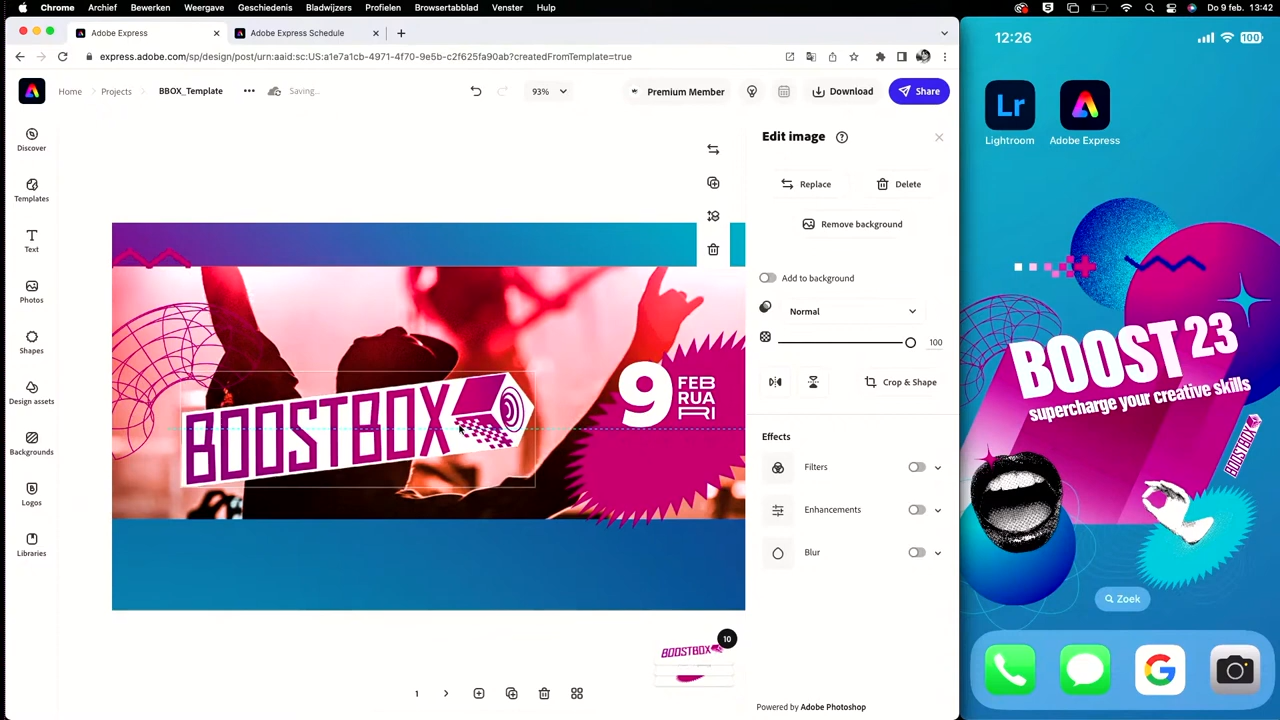 Chrome Archief Bewerken Weergave Geschiedenis Bladwijzers Profielen Browsertabblad Venster Help
Do 9 feb. 13:42
Adobe Express
Adobe Express Schedule
express.adobe.com/sp/design/post/urn:aaid:sc:US:a1e7a1cb-4971-4f70-9e5b-c2f625fa90ab?createdFromTemplate=true
Home
Projects
BBOX_Template
Saving...
93%
Premium Member
Download
Share
Discover
Templates
Text
Photos
Shapes
Design assets
Backgrounds
Logos
Libraries
BOOSTBOX
9 FEB
RUA
RI
10
BOOSTBOX
1
Edit image
Replace
Delete
Remove background
Add to background
Normal
100
Crop & Shape
Effects
Filters
Enhancements
Blur
Powered by Adobe Photoshop
12:26
100
Lr
Lightroom
Adobe Express
BOOST 23
supercharge your creative skills
BOOSTBOX
Zoek